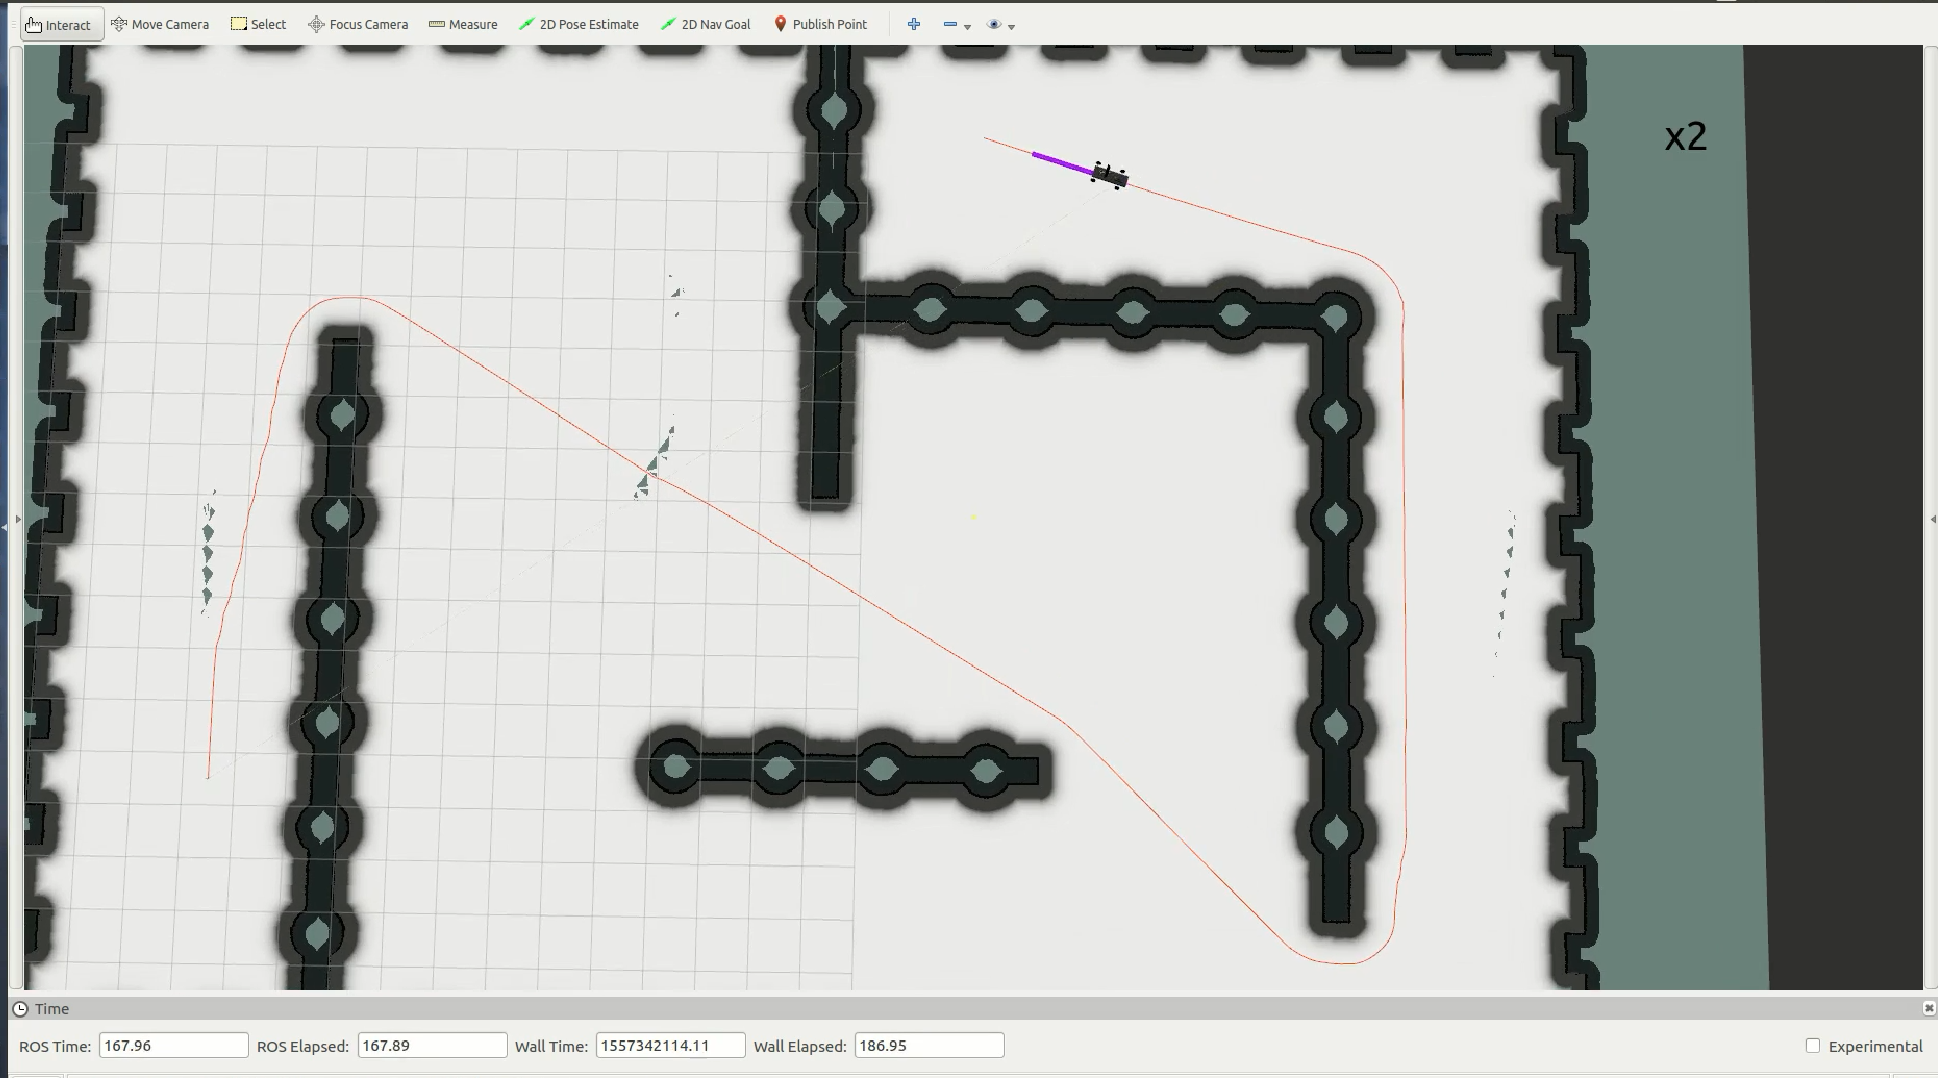 Interact Move Camera Select Focus Camera Measure 2D Pose Estimate 2D Nav Goal Publish Point
x2
Time
ROS Time: 167.96 ROS Elapsed: 167.89 Wall Time: 1557342114.11 Wall Elapsed: 186.95 Experimental